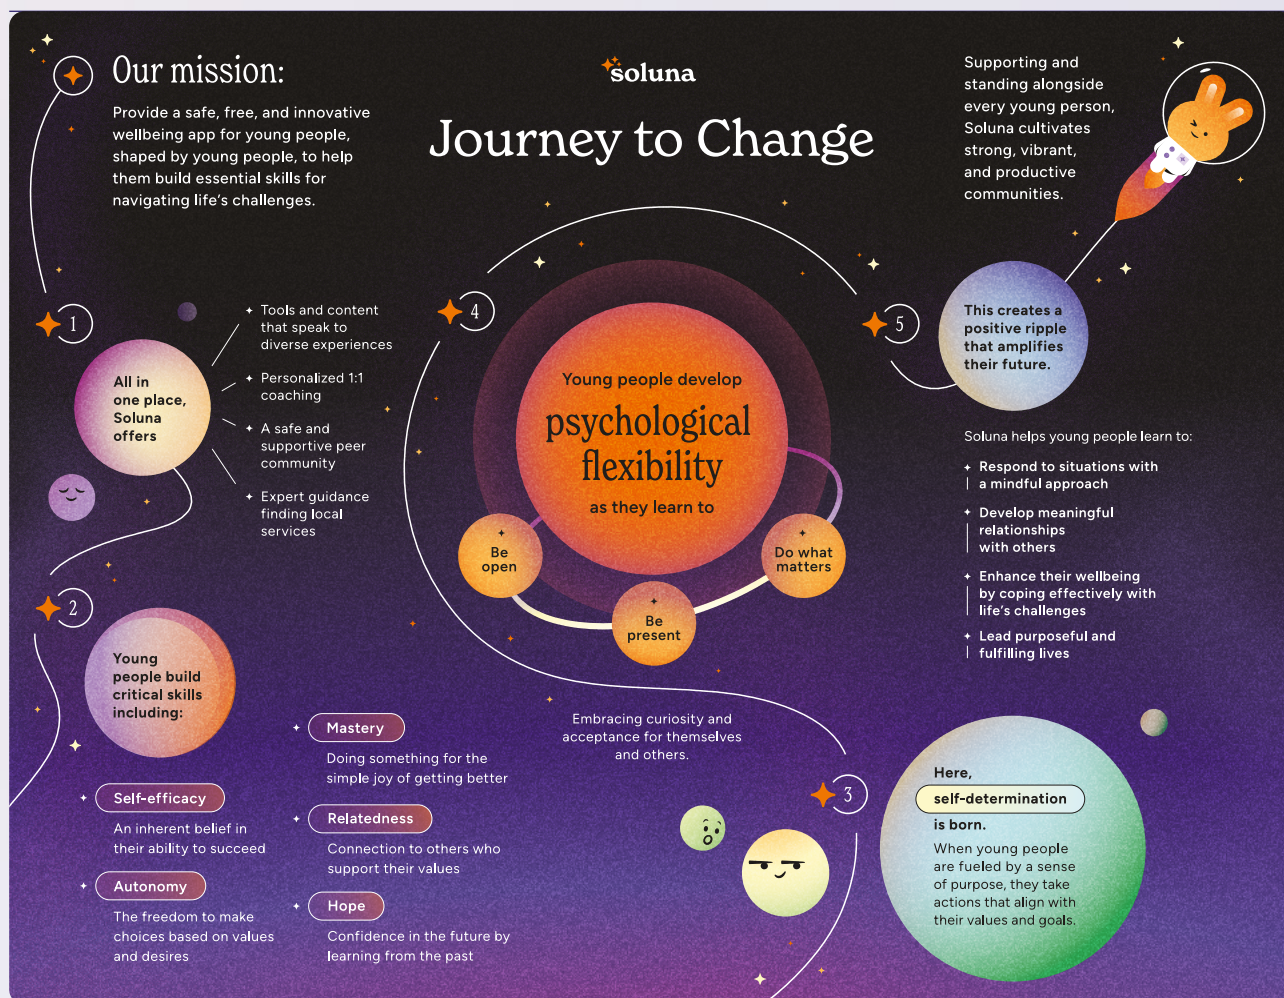 Our mission:
Provide a safe, free, and innovative
wellbeing app for young people,
shaped by young people, to help
them build essential skills for
navigating life's challenges.
soluna
Journey to Change
Supporting and
standing alongside
every young person,
Soluna cultivates
strong, vibrant,
and productive
communities.
1
All in
one place,
Soluna
offers
Tools and content
that speak to
diverse experiences
Personalized 1:1
coaching
A safe and
supportive peer
community
Expert guidance
finding local
services
2
Young
people build
critical skills
including:
Self-efficacy
An inherent belief in
their ability to succeed
Autonomy
The freedom to make
choices based on values
and desires
Mastery
Doing something for the
simple joy of getting better
Relatedness
Connection to others who
support their values
Hope
Confidence in the future by
learning from the past
3
Here,
self-determination
is born.
When young people
are fueled by a sense
of purpose, they take
actions that align with
their values and goals.
4
Young people develop
psychological
flexibility
as they learn to
Be
open
Be
present
Do what
matters
Embracing curiosity and
acceptance for themselves
and others.
5
This creates a
positive ripple
that amplifies
their future.
Soluna helps young people learn to:
Respond to situations with
a mindful approach
Develop meaningful
relationships
with others
Enhance their wellbeing
by coping effectively with
life's challenges
Lead purposeful and
fulfilling lives